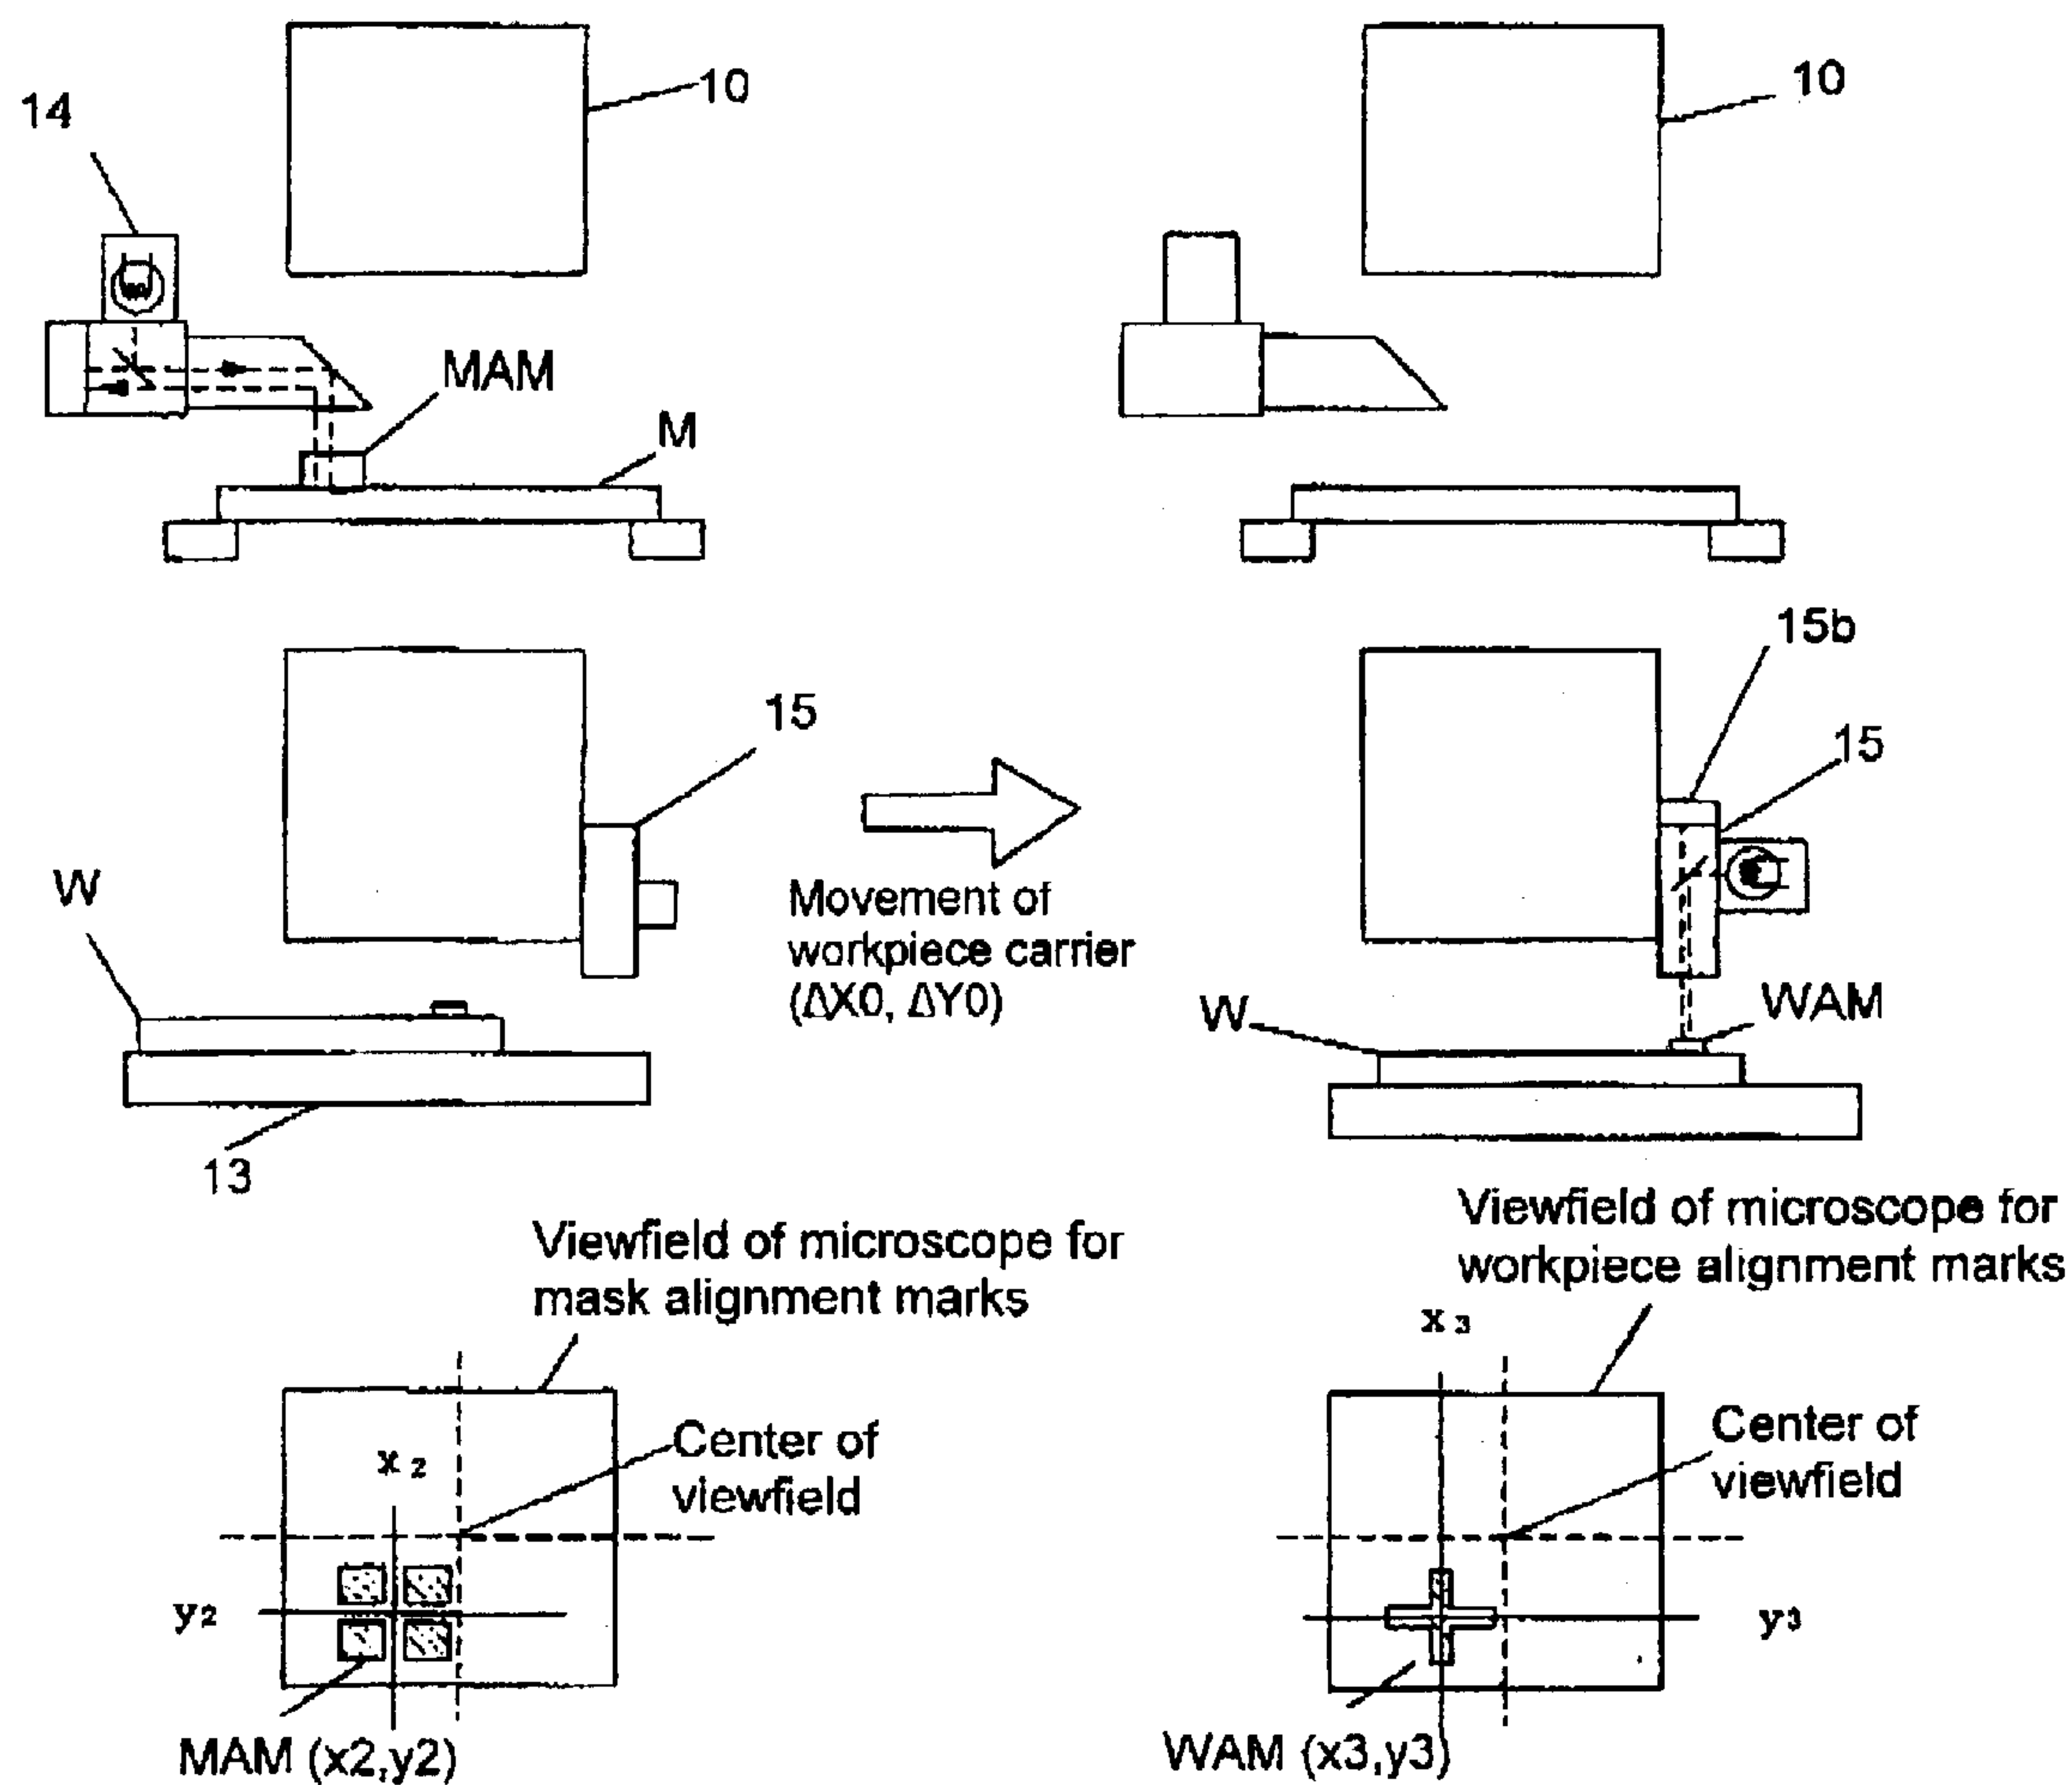 10
10
14
MAM
M
15b
15
15
W
Movement of
workpiece carrier
(ΔX0, ΔY0)
W
WAM
13
Viewfield of microscope for
mask alignment marks
Viewfield of microscope for
workpiece alignment marks
x 2
Center of
viewfield
y2
MAM (x2,y2)
x 3
Center of
viewfield
y3
WAM (x3,y3)